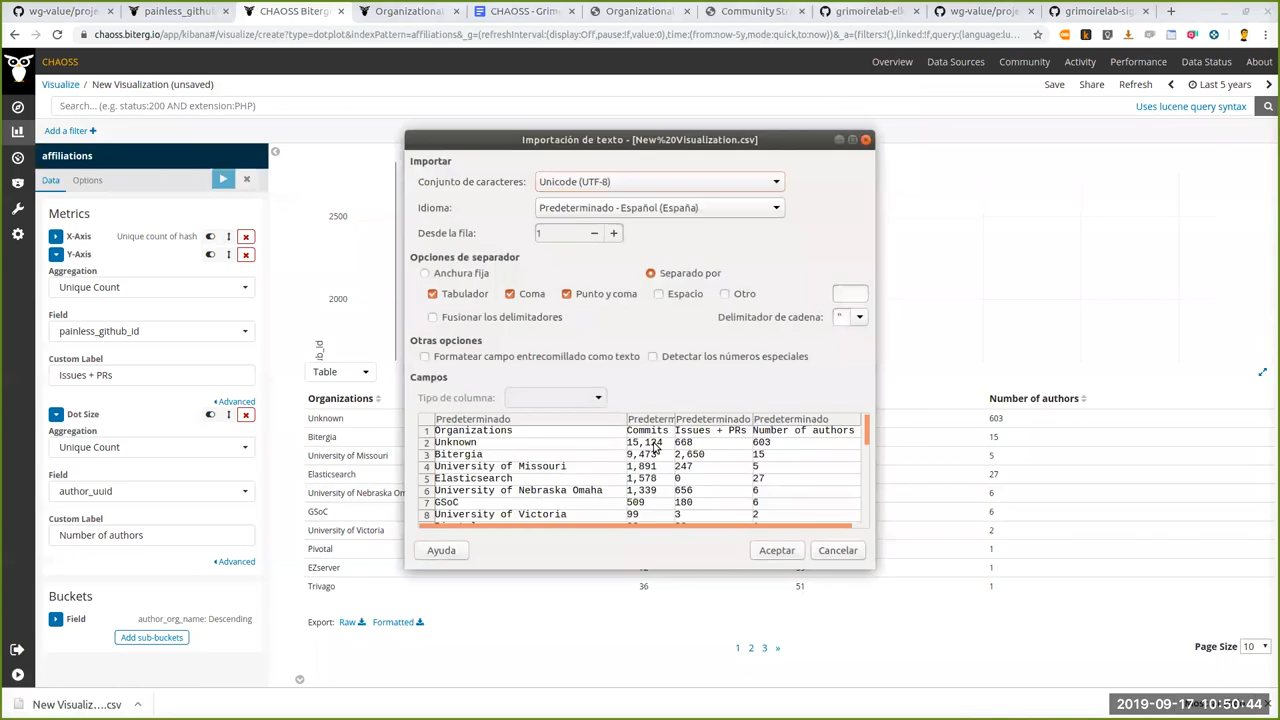 wg-value/projec
painless_github
CHAOSS Biterg
Organizational
CHAOSS - Grim
Organizational
Community St
grimoirelab-elk
wg-value/projec
grimoirelab-sig
chaoss.biterg.io/app/kibana#/visualize/create?type=dotplot&indexPattern=affiliations&_g=(refreshInterval:(display:Off,pause:!f,value:0),time:(from:now-5y,mode:quick,to:now))&_a=(filters:!(),linked:!f,query:(language:lu...
CHAOSS
Overview Data Sources Community Activity Performance Data Status About
Visualize / New Visualization (unsaved)
Save Share Refresh Last 5 years
Search... (e.g. status:200 AND extension:PHP)
Uses lucene query syntax
Add a filter +
affiliations
Data Options
Metrics
X-Axis Unique count of hash
Y-Axis
Aggregation
Unique Count
Field
painless_github_id
Custom Label
Issues + PRs
Advanced
Dot Size
Aggregation
Unique Count
Field
author_uuid
Custom Label
Number of authors
Advanced
Buckets
Field author_org_name: Descending
Add sub-buckets
2500
2000
ub_id
Table
Organizations Number of authors
Unknown 603
Bitergia 15
University of Missouri 5
Elasticsearch 27
University of Nebraska Om 6
GSoC 6
University of Victoria 2
Pivotal 1
EZserver 1
Trivago 36 51 1
Export: Raw Formatted
1 2 3 »
Page Size 10
Importación de texto - [New%20Visualization.csv]
Importar
Conjunto de caracteres: Unicode (UTF-8)
Idioma: Predeterminado - Español (España)
Desde la fila: 1
Opciones de separador
Anchura fija Separado por
Tabulador Coma Punto y coma Espacio Otro
Fusionar los delimitadores Delimitador de cadena: "
Otras opciones
Formatear campo entrecomillado como texto Detectar los números especiales
Campos
Tipo de columna:
Predeterminado Predetern Predeterminado Predeterminado
1 Organizations Commits Issues + PRs Number of authors
2 Unknown 15,124 668 603
3 Bitergia 9,473 2,650 15
4 University of Missouri 1,891 247 5
5 Elasticsearch 1,578 0 27
6 University of Nebraska Omaha 1,339 656 6
7 GSoC 509 180 6
8 University of Victoria 99 3 2
Ayuda Aceptar Cancelar
New Visualiz....csv
2019-09-17 10:50:44